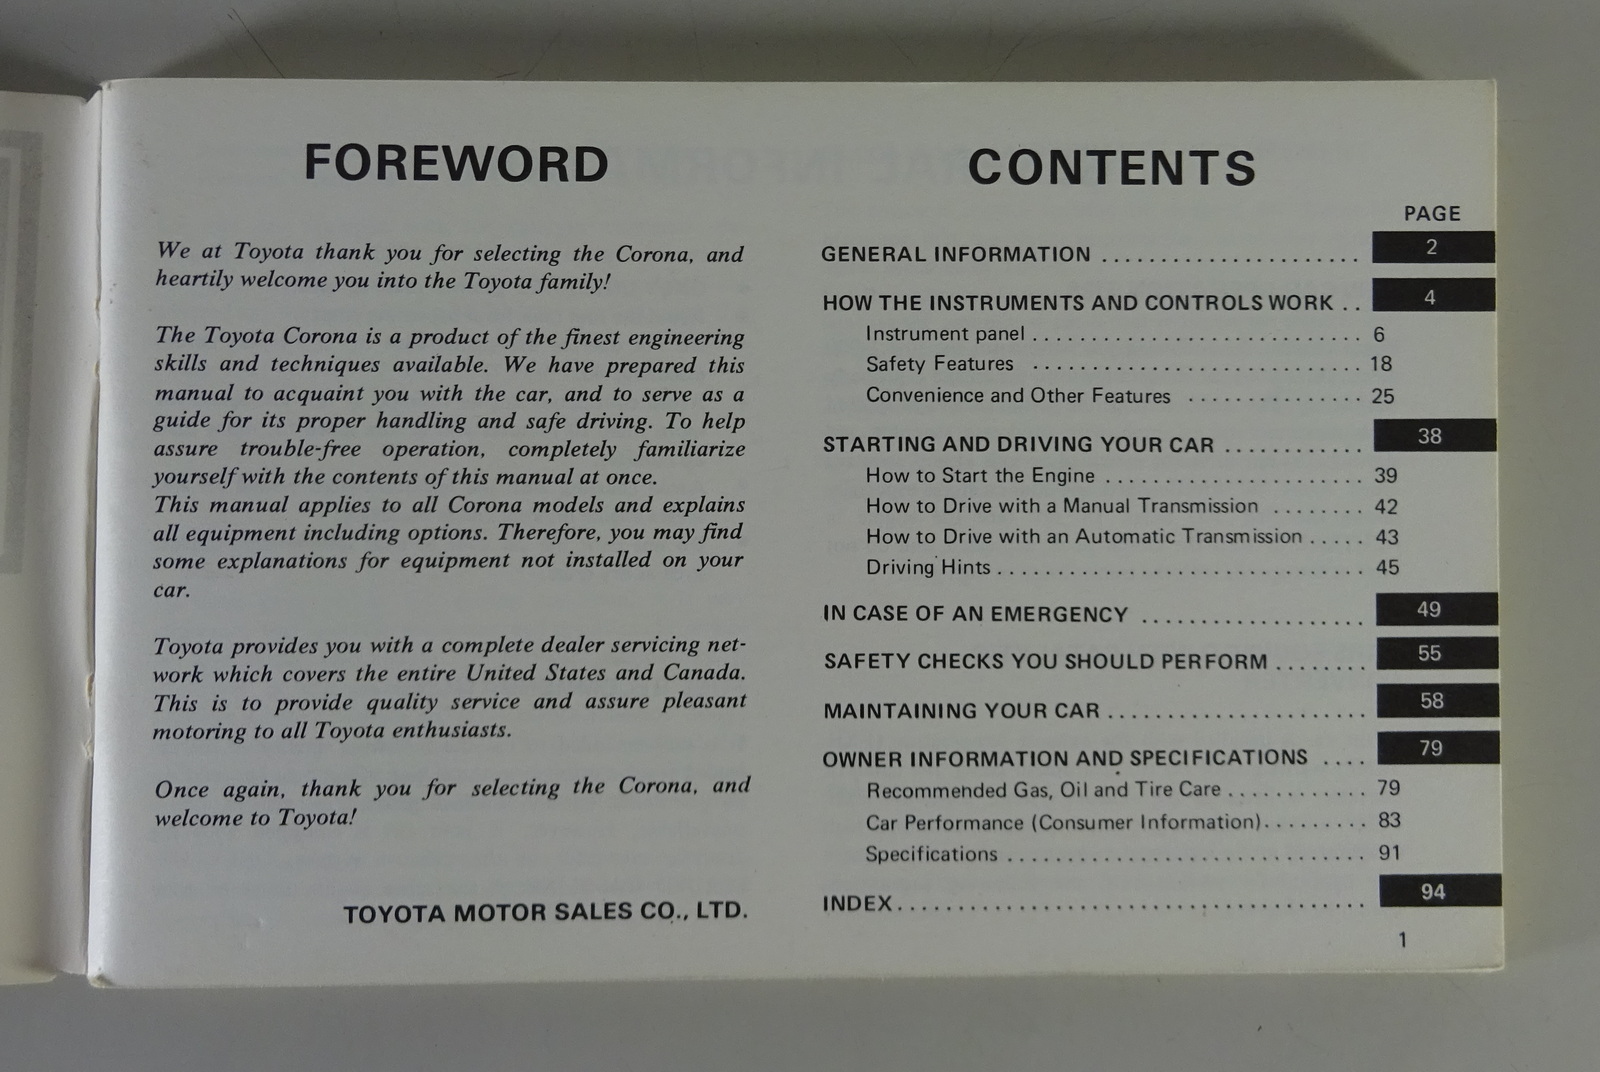 FOREWORD
We at Toyota thank you for selecting the Corona, and
heartily welcome you into the Toyota family!
The Toyota Corona is a product of the finest engineering
skills and techniques available. We have prepared this
manual to acquaint you with the car, and to serve as a
guide for its proper handling and safe driving. To help
assure trouble-free operation, completely familiarize
yourself with the contents of this manual at once.
This manual applies to all Corona models and explains
all equipment including options. Therefore, you may find
some explanations for equipment not installed on your
car.
Toyota provides you with a complete dealer servicing net-
work which covers the entire United States and Canada.
This is to provide quality service and assure pleasant
motoring to all Toyota enthusiasts.
Once again, thank you for selecting the Corona, and
welcome to Toyota!
TOYOTA MOTOR SALES CO., LTD.
CONTENTS
PAGE
GENERAL INFORMATION ...................... 2
HOW THE INSTRUMENTS AND CONTROLS WORK .. 4
Instrument panel ........................... 6
Safety Features ........................... 18
Convenience and Other Features ............... 25
STARTING AND DRIVING YOUR CAR ............ 38
How to Start the Engine ...................... 39
How to Drive with a Manual Transmission ........ 42
How to Drive with an Automatic Transmission ..... 43
Driving Hints .............................. 45
IN CASE OF AN EMERGENCY ................... 49
SAFETY CHECKS YOU SHOULD PERFORM ........ 55
MAINTAINING YOUR CAR ...................... 58
OWNER INFORMATION AND SPECIFICATIONS .... 79
Recommended Gas, Oil and Tire Care ............ 79
Car Performance (Consumer Information) ......... 83
Specifications .............................. 91
INDEX ....................................... 94
1